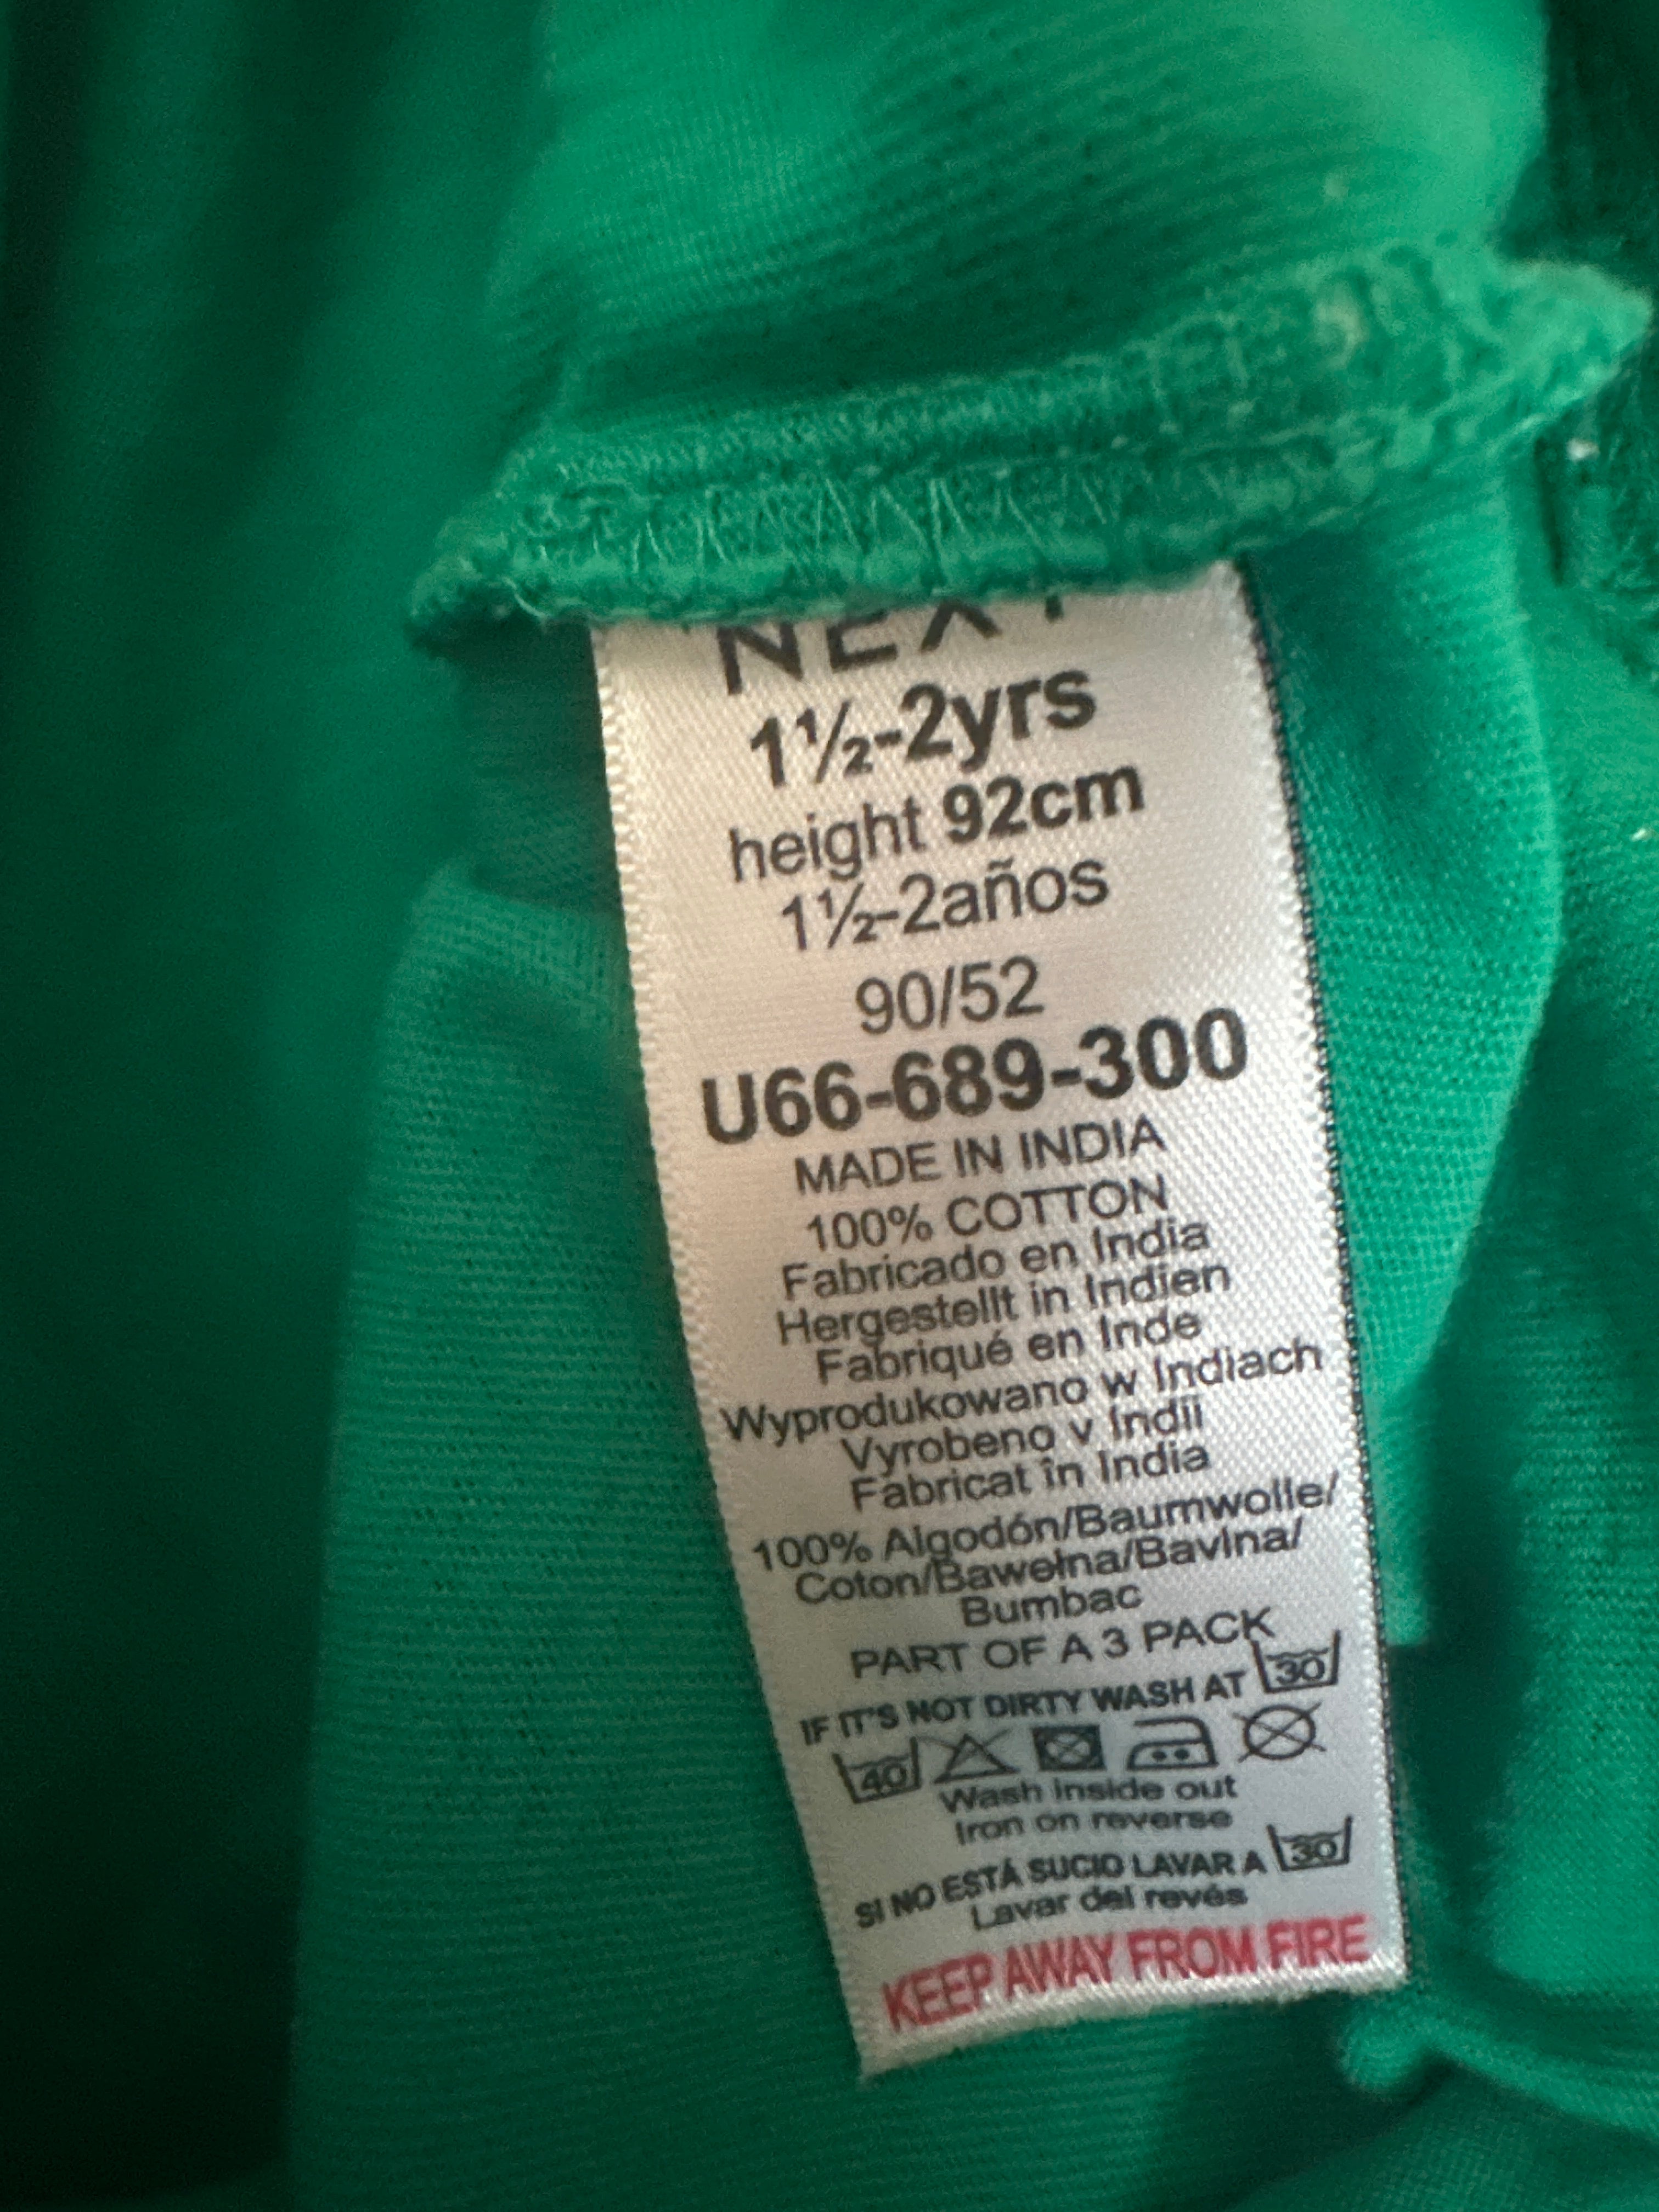 NEXT
1½-2yrs
height 92cm
1½-2años
90/52
U66-689-300
MADE IN INDIA
100% COTTON
Fabricado en India
Hergestellt in Indien
Fabriqué en Inde
Wyprodukowano w Indiach
Vyrobeno v Indii
Fabricat în India
100% Algodón/Baumwolle/
Coton/Bawełna/Bavlna/
Bumbac
PART OF A 3 PACK
IF IT'S NOT DIRTY WASH AT 30
40
Wash inside out
Iron on reverse
SI NO ESTÁ SUCIO LAVAR A 30
Lavar del revés
KEEP AWAY FROM FIRE